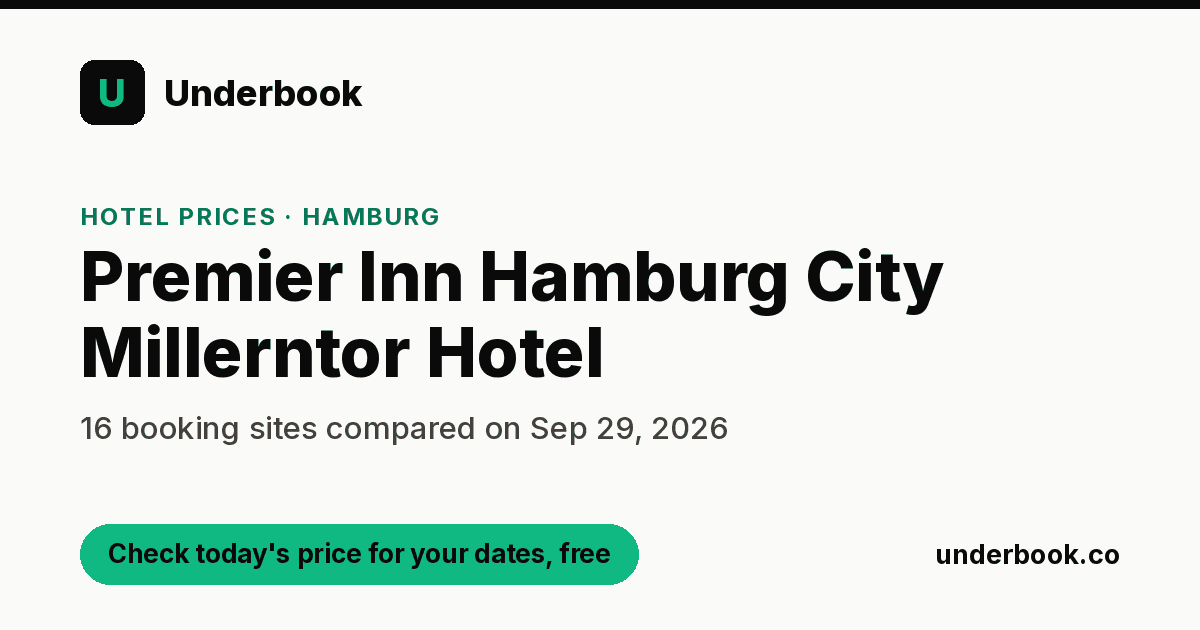 U Underbook
HOTEL PRICES · HAMBURG
Premier Inn Hamburg City
Millerntor Hotel
16 booking sites compared on Sep 29, 2026
Check today's price for your dates, free
underbook.co